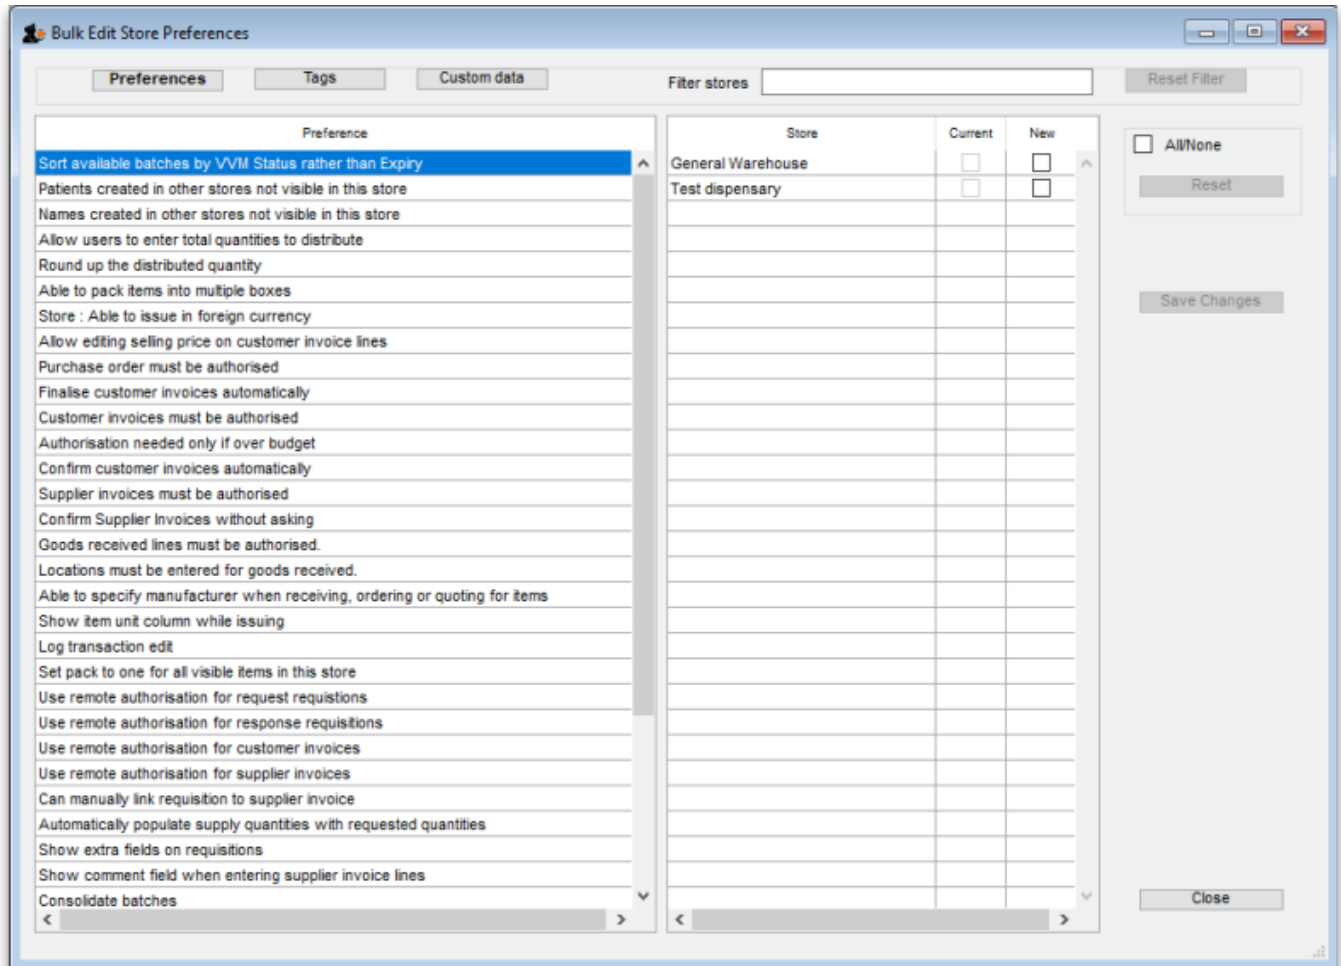 Bulk Edit Store Preferences
Preferences Tags Custom data Filter stores Reset Filter
Preference Store Current New
All/None
Sort available batches by VVM Status rather than Expiry General Warehouse
Patients created in other stores not visible in this store Test dispensary Reset
Names created in other stores not visible in this store
Allow users to enter total quantities to distribute
Round up the distributed quantity
Able to pack items into multiple boxes
Save Changes
Store : Able to issue in foreign currency
Allow editing selling price on customer invoice lines
Purchase order must be authorised
Finalise customer invoices automatically
Customer invoices must be authorised
Authorisation needed only if over budget
Confirm customer invoices automatically
Supplier invoices must be authorised
Confirm Supplier Invoices without asking
Goods received lines must be authorised.
Locations must be entered for goods received.
Able to specify manufacturer when receiving, ordering or quoting for items
Show item unit column while issuing
Log transaction edit
Set pack to one for all visible items in this store
Use remote authorisation for request requistions
Use remote authorisation for response requisitions
Use remote authorisation for customer invoices
Use remote authorisation for supplier invoices
Can manually link requisition to supplier invoice
Automatically populate supply quantities with requested quantities
Show extra fields on requisitions
Show comment field when entering supplier invoice lines
Consolidate batches Close